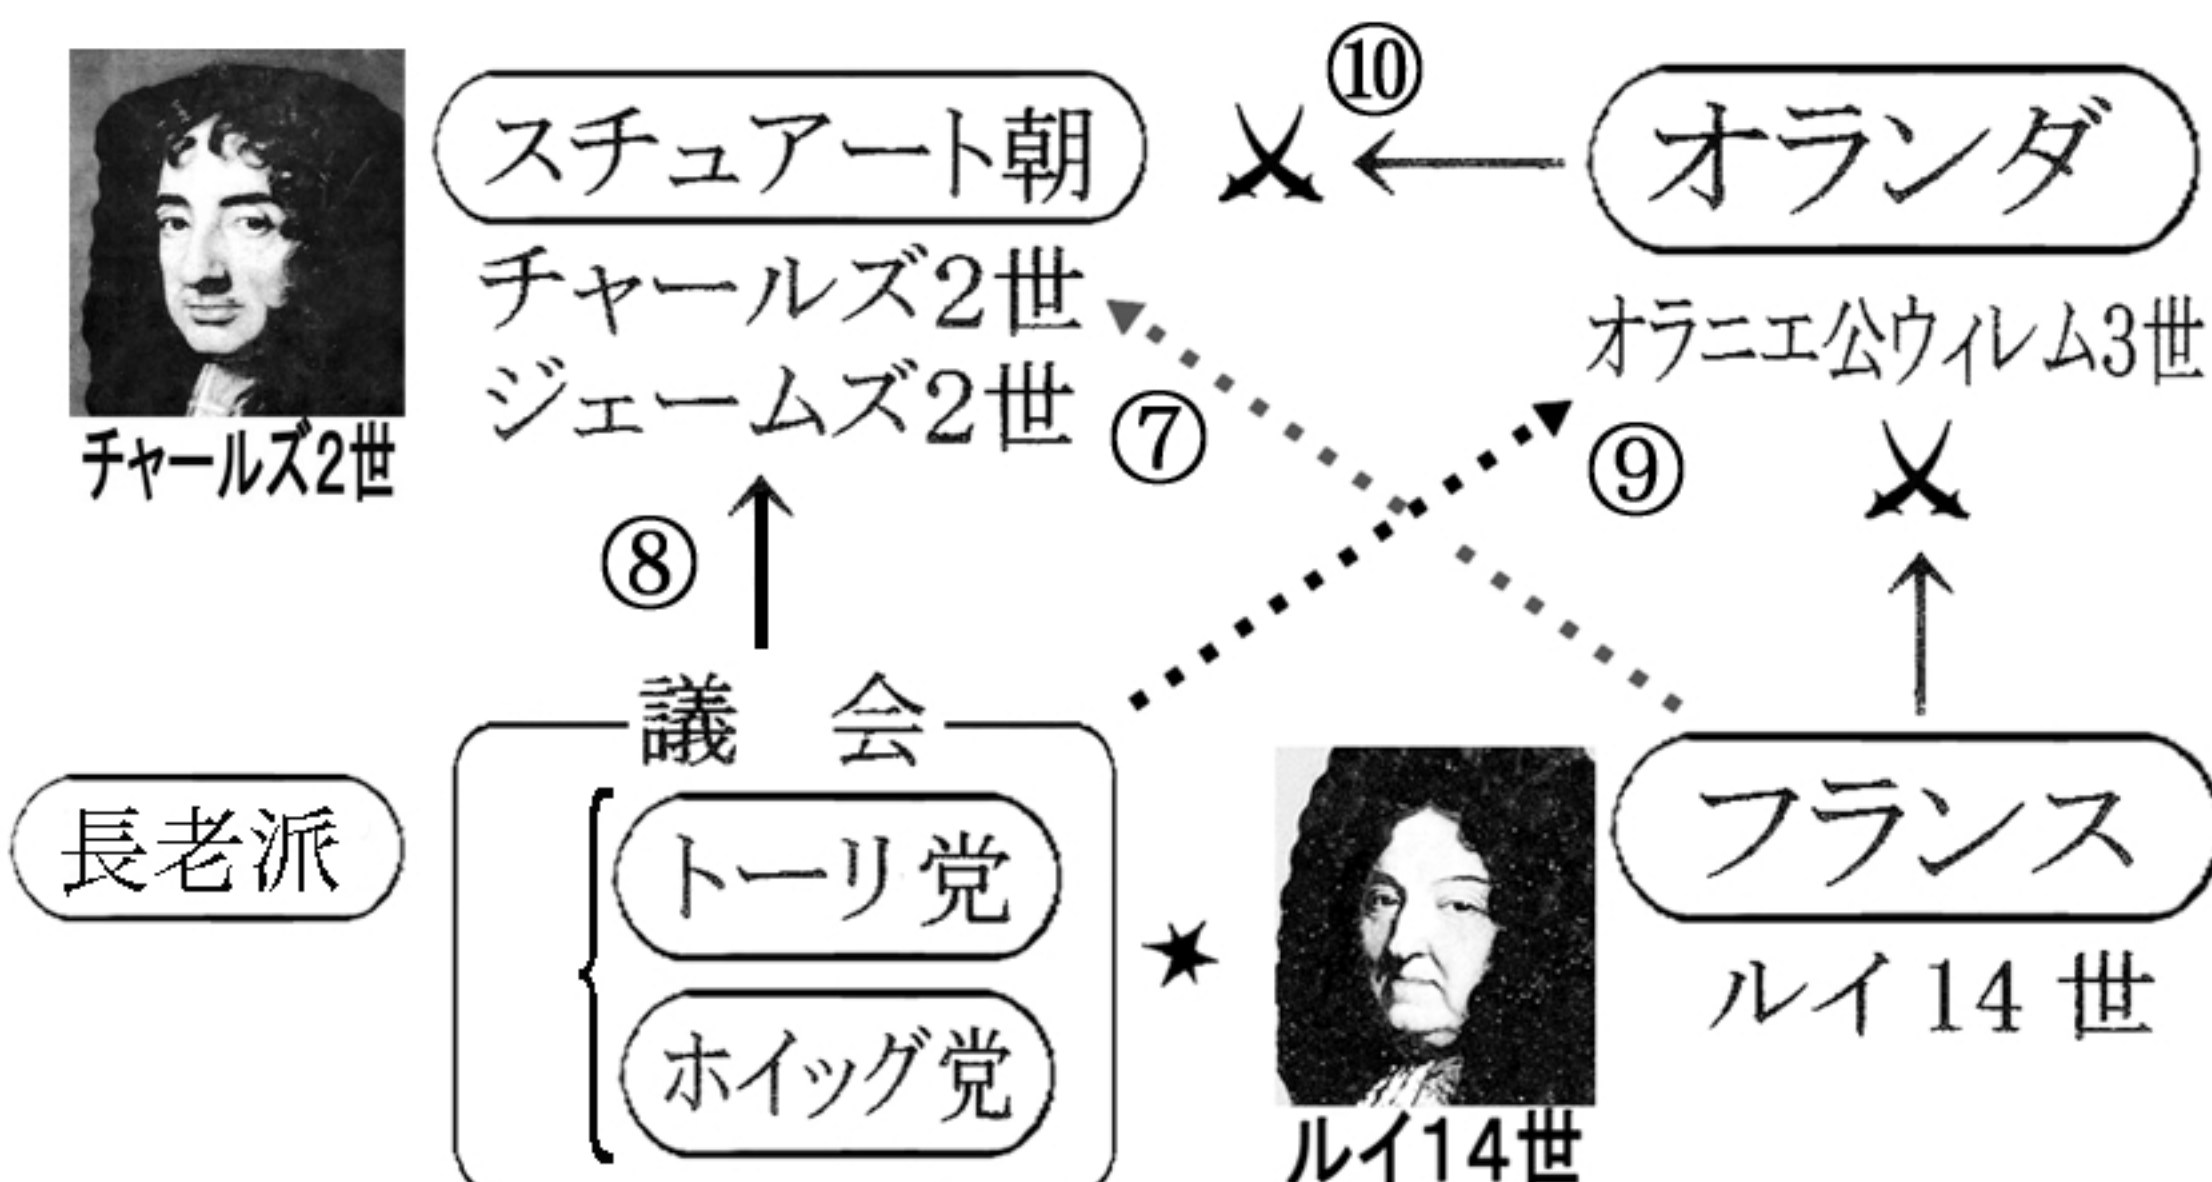 ⑩
スチュアート朝
オランダ
チャールズ2世
ジェームズ2世
オラニエ公ウィレム3世
チャールズ2世
⑦
⑨
⑧
議 会
長老派
トーリ党
ホイッグ党
フランス
ルイ14世
ルイ14世